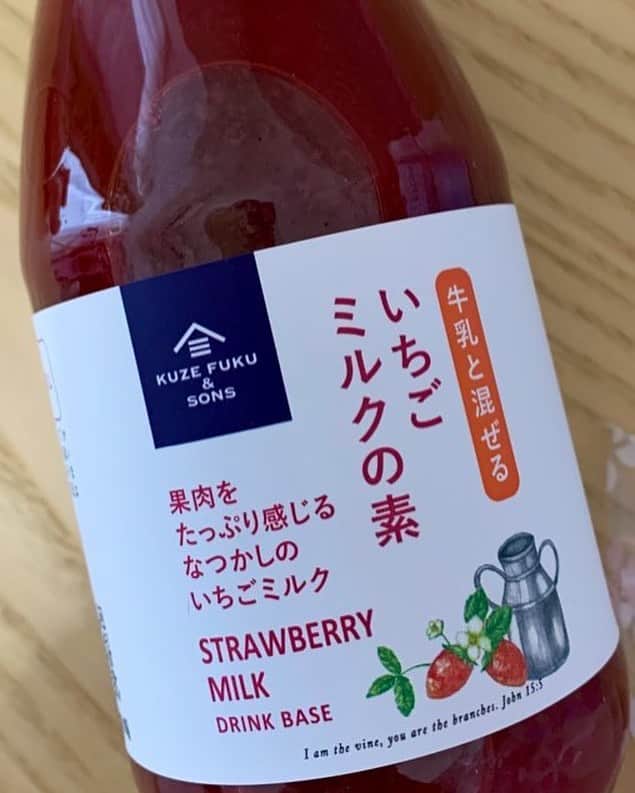 牛乳と混ぜる
いちご
ミルクの素
KUZE FUKU
&
SONS
果肉を
たっぷり感じる
なつかしの
いちごミルク
STRAWBERRY
MILK
DRINK BASE
I am the vine, you are the branches. John 15:5